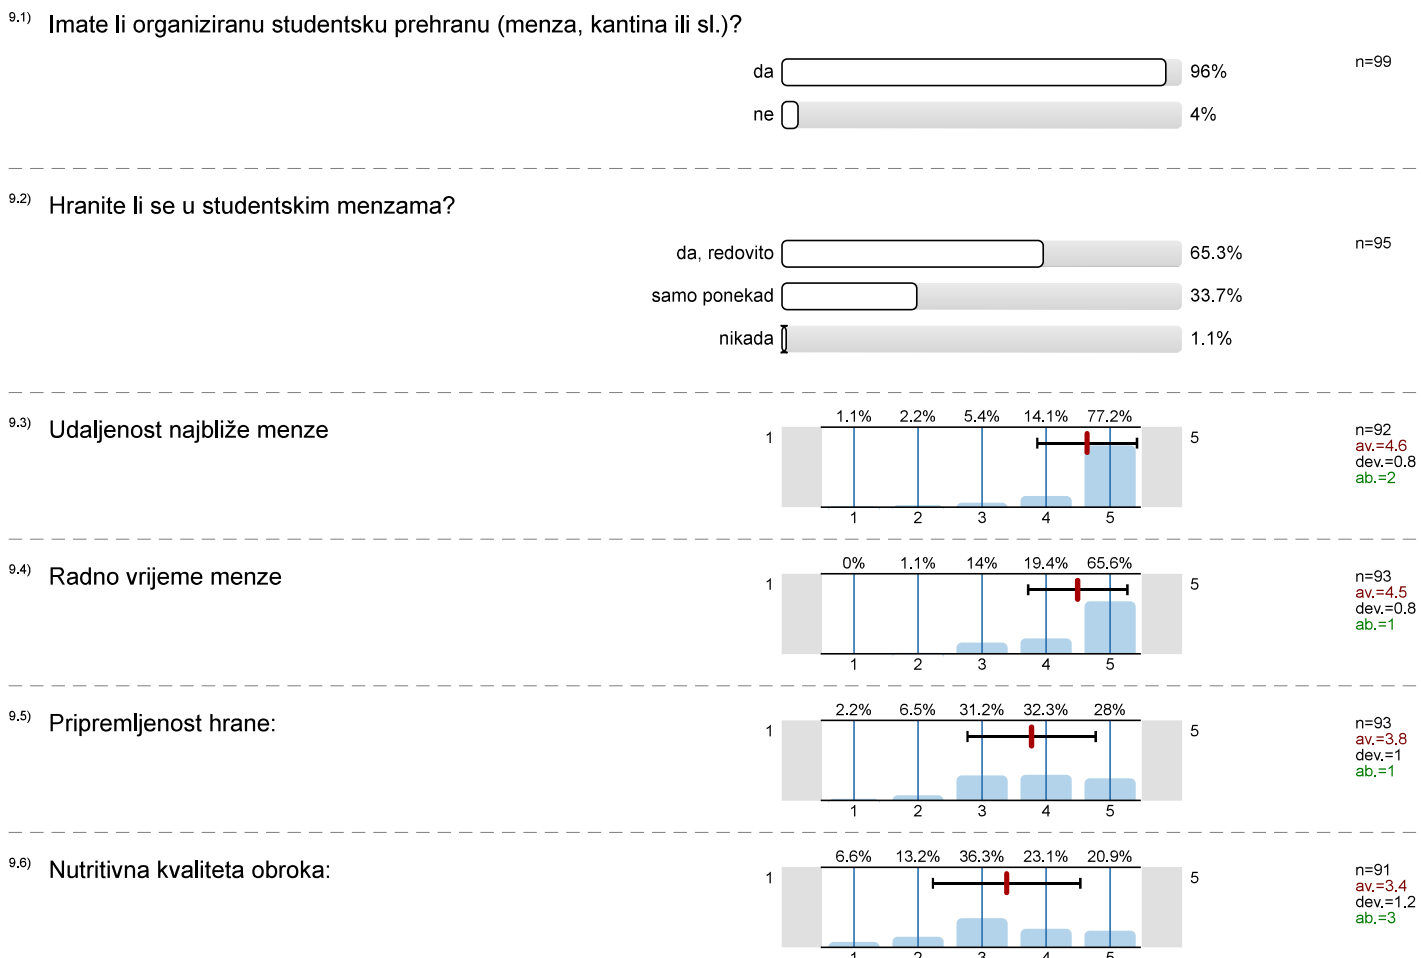 9.1) Imate li organiziranu studentsku prehranu (menza, kantina ili sl.)?
da 96% n=99
ne 4%
9.2) Hranite li se u studentskim menzama?
da, redovito 65.3% n=95
samo ponekad 33.7%
nikada 1.1%
1.1% 2.2% 5.4% 14.1% 77.2%
9.3) Udaljenost najbliže menze 1 5 n=92
av.=4.6
dev.=0.8
ab.=2
1 2 3 4 5
0% 1.1% 14% 19.4% 65.6%
9.4) Radno vrijeme menze 1 5 n=93
av.=4.5
dev.=0.8
ab.=1
1 2 3 4 5
2.2% 6.5% 31.2% 32.3% 28%
9.5) Pripremljenost hrane: 1 5 n=93
av.=3.8
dev.=1
ab.=1
1 2 3 4 5
6.6% 13.2% 36.3% 23.1% 20.9%
9.6) Nutritivna kvaliteta obroka: 1 5 n=91
av.=3.4
dev.=1.2
ab.=3
1 2 3 4 5